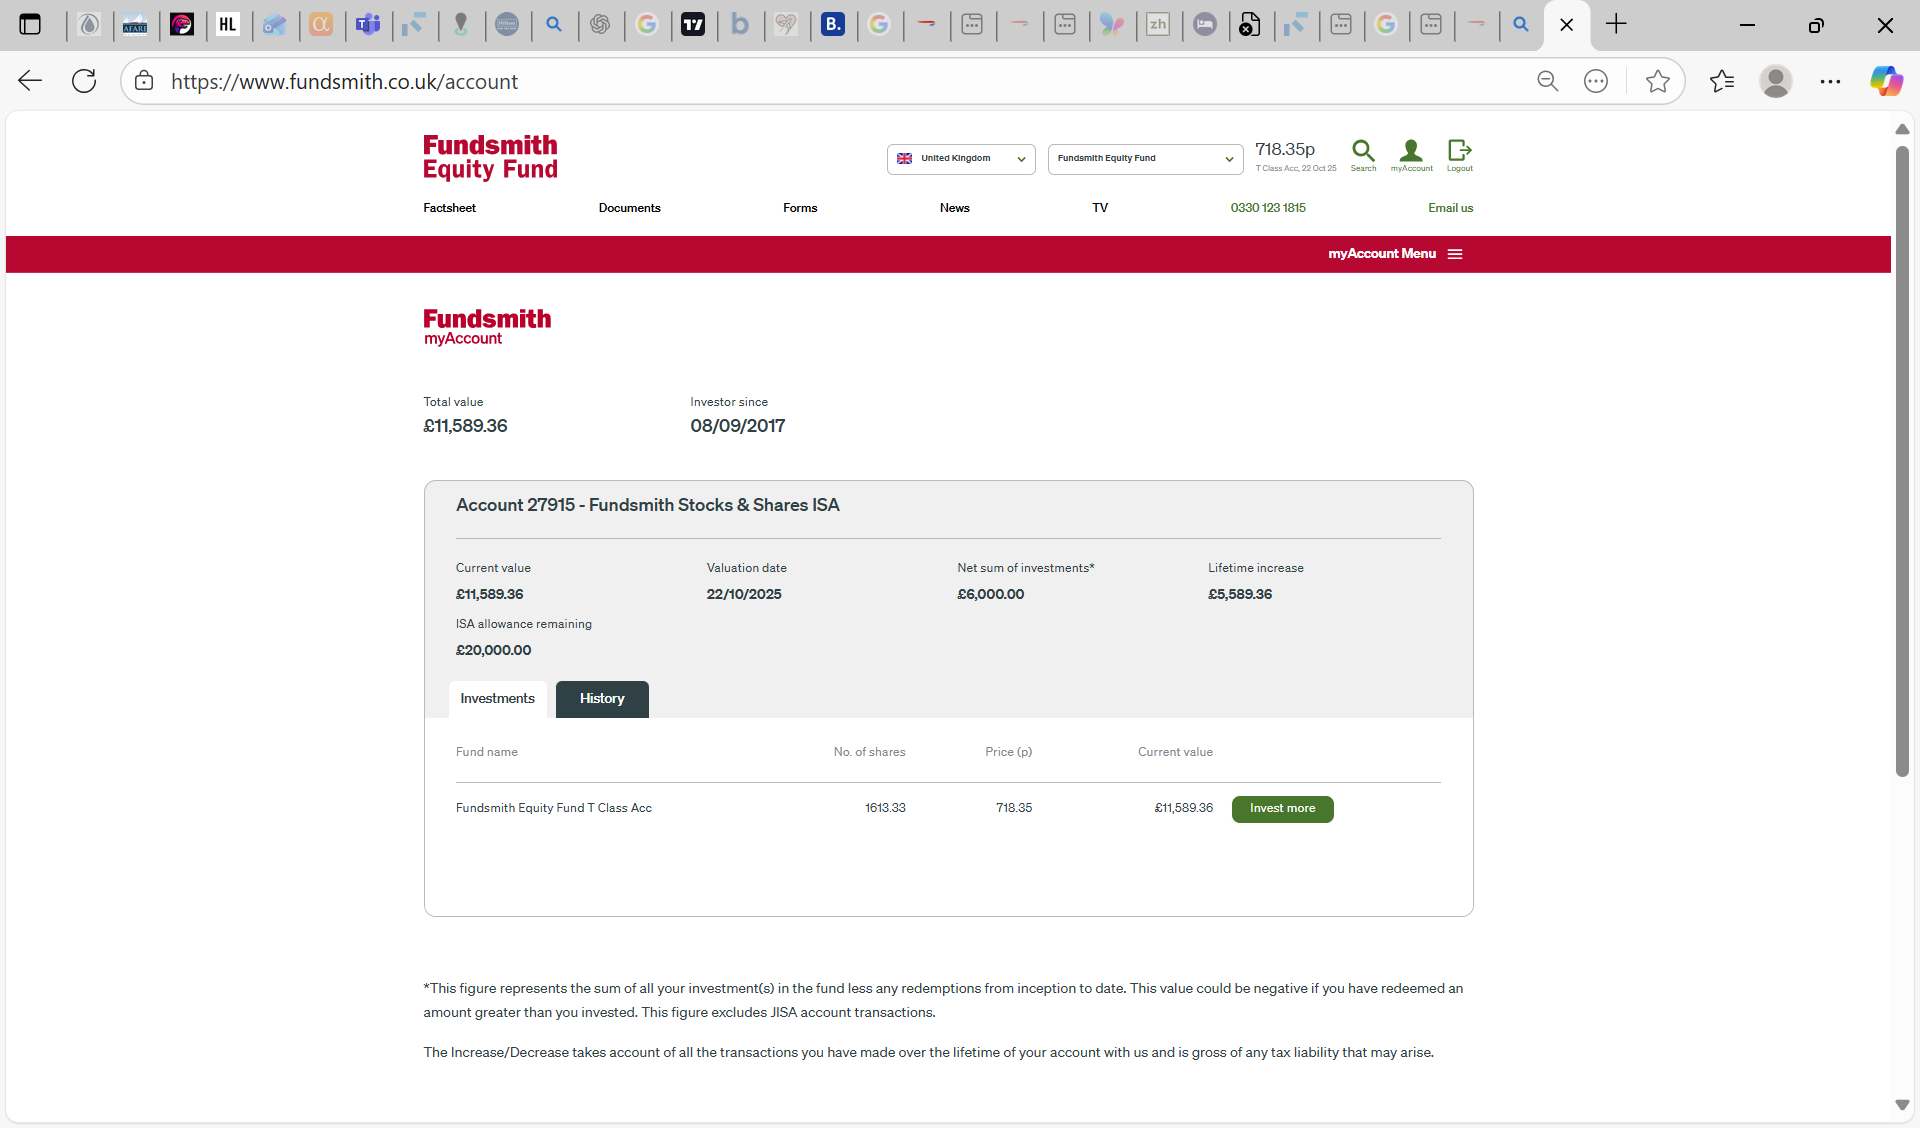 HL
B.
zh
https://www.fundsmith.co.uk/account
Fundsmith
Equity Fund
United Kingdom
Fundsmith Equity Fund
718.35p
T Class Acc, 22 Oct 25
Search
myAccount
Logout
Factsheet
Documents
Forms
News
TV
0330 123 1815
Email us
myAccount Menu
Fundsmith
myAccount
Total value
Investor since
£11,589.36
08/09/2017
Account 27915 - Fundsmith Stocks & Shares ISA
Current value
Valuation date
Net sum of investments*
Lifetime increase
£11,589.36
22/10/2025
£6,000.00
£5,589.36
ISA allowance remaining
£20,000.00
Investments
History
Fund name
No. of shares
Price (p)
Current value
Fundsmith Equity Fund T Class Acc
1613.33
718.35
£11,589.36
Invest more
*This figure represents the sum of all your investment(s) in the fund less any redemptions from inception to date. This value could be negative if you have redeemed an
amount greater than you invested. This figure excludes JISA account transactions.
The Increase/Decrease takes account of all the transactions you have made over the lifetime of your account with us and is gross of any tax liability that may arise.